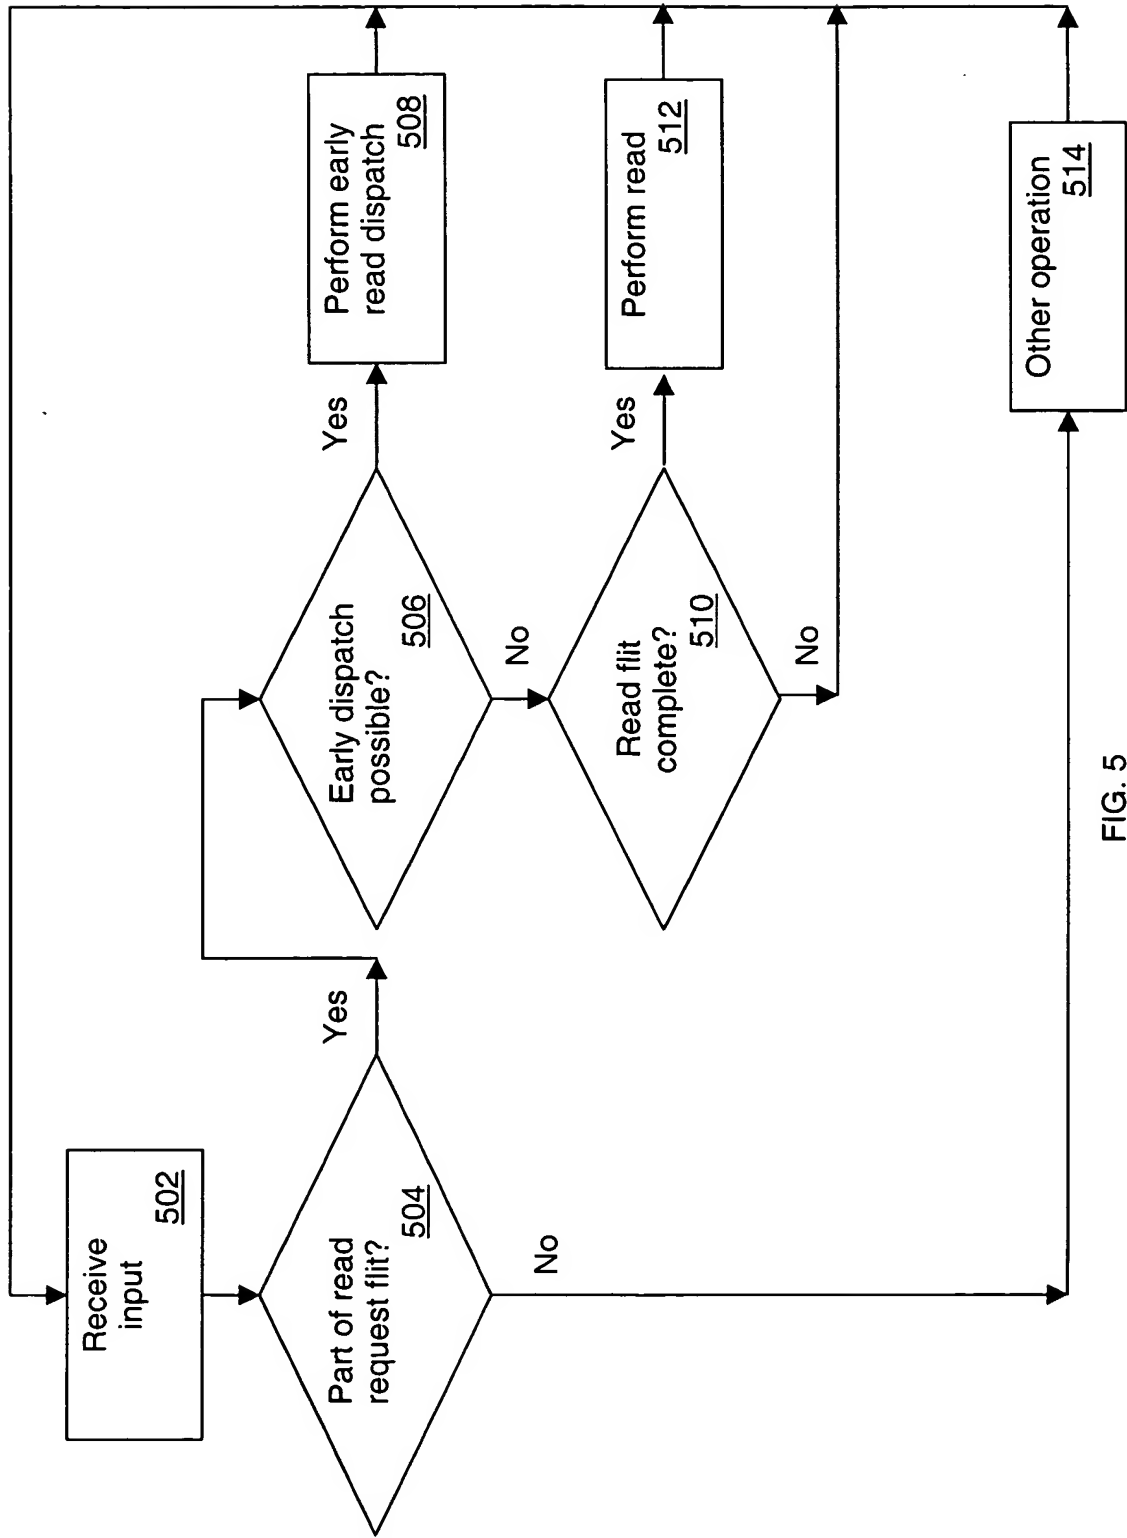 Receive
input
502
Part of read
request flit?
504
Yes
No
Early dispatch
possible?
506
Yes
No
Perform early
read dispatch
508
Read flit
complete?
510
Yes
No
Perform read
512
Other operation
514
FIG. 5